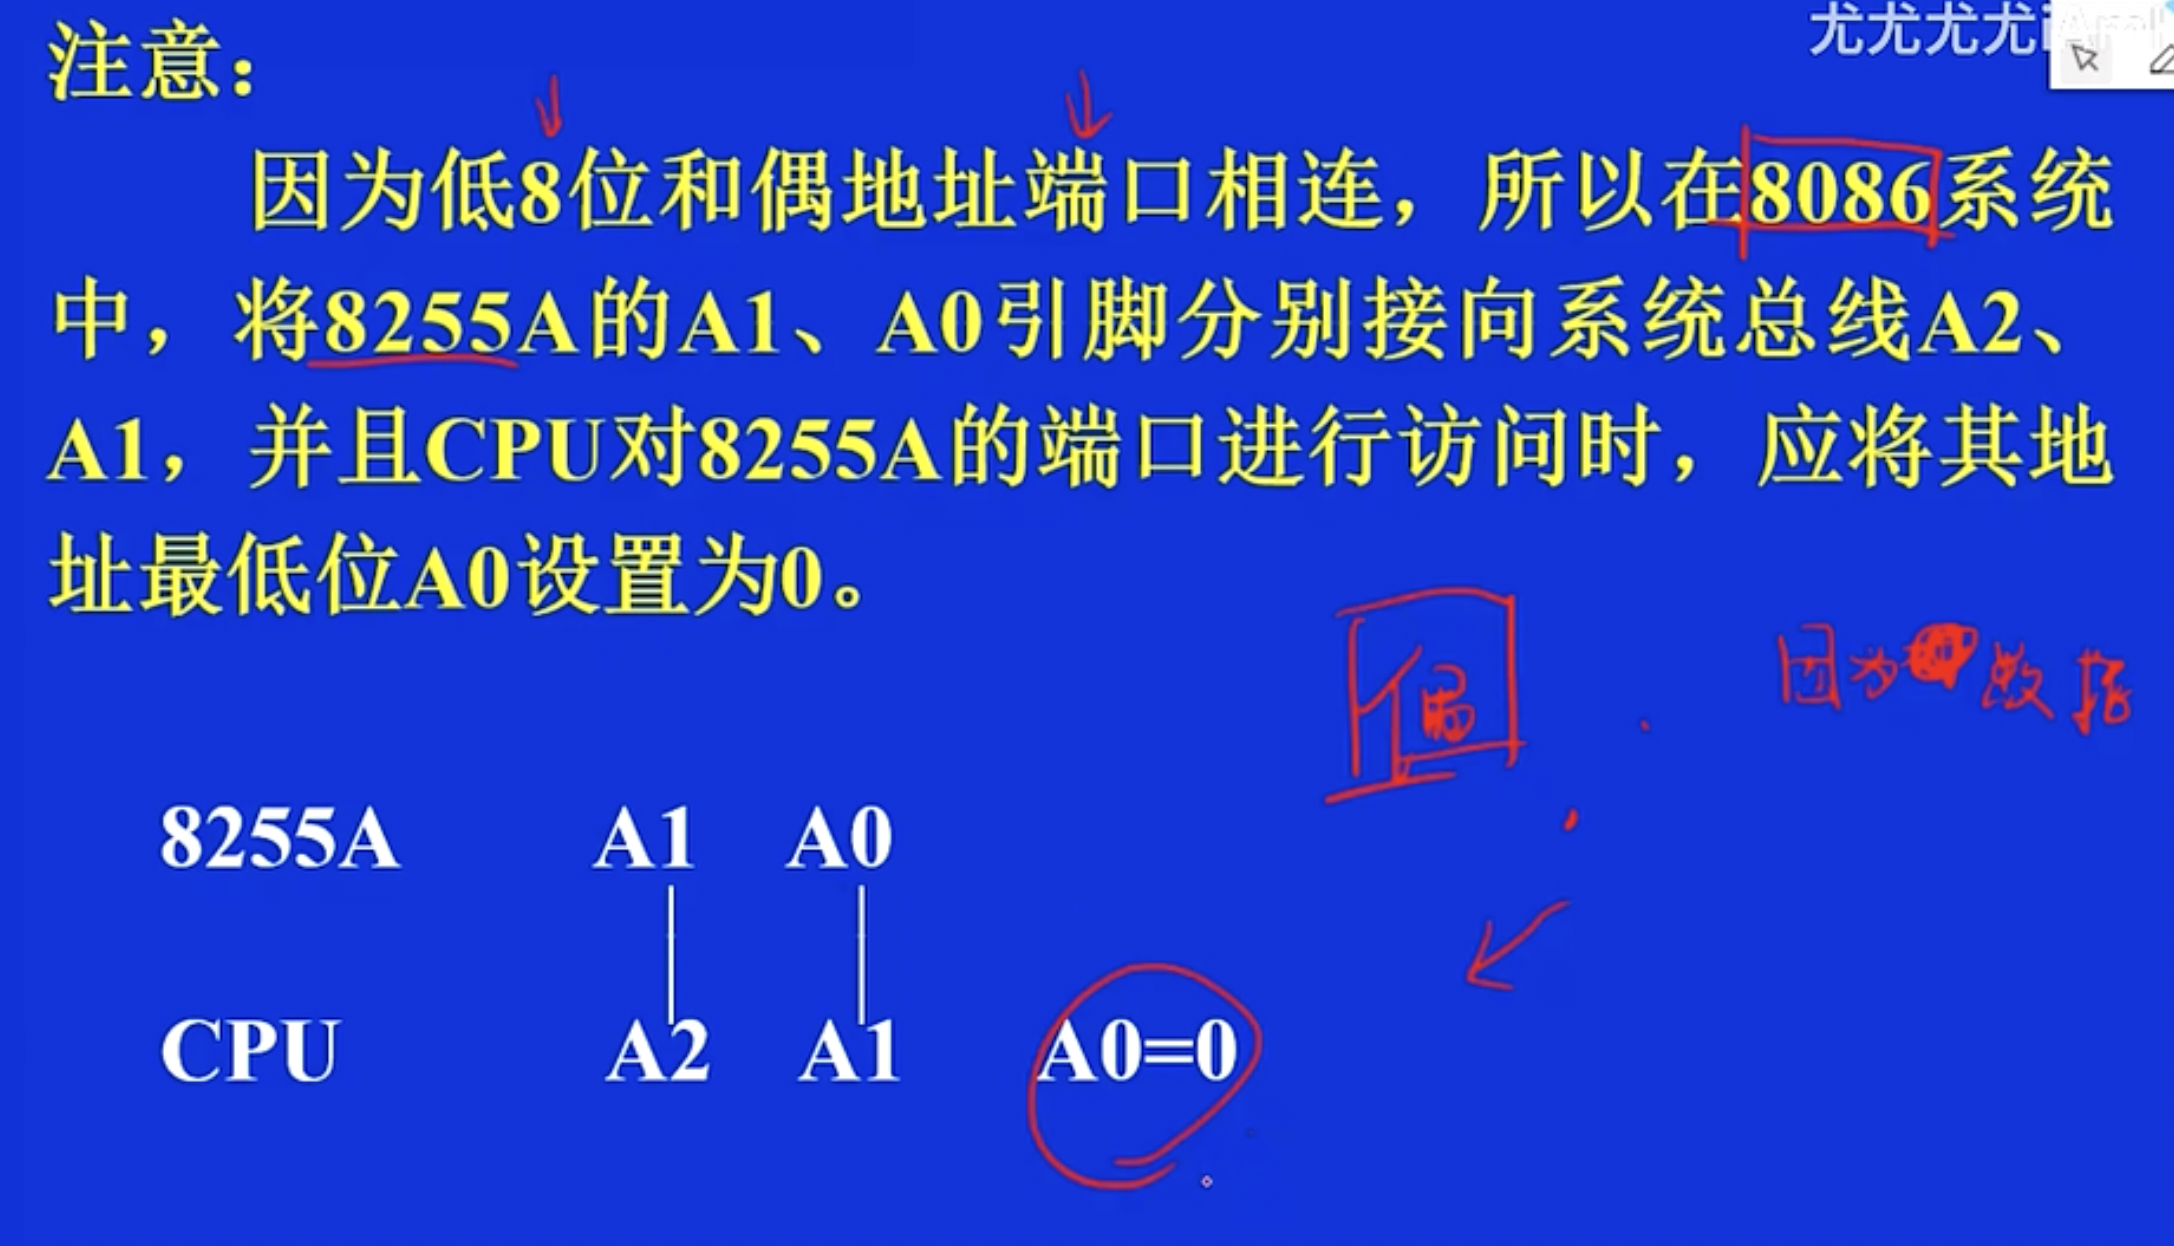 尤尤尤尤
注意：
因为低8位和偶地址端口相连，所以在8086系统
中，将8255A的A1、A0引脚分别接向系统总线A2、
A1，并且CPU对8255A的端口进行访问时，应将其地
址最低位A0设置为0。
偶
因为 数据
8255A A1 A0
CPU A2 A1 A0=0